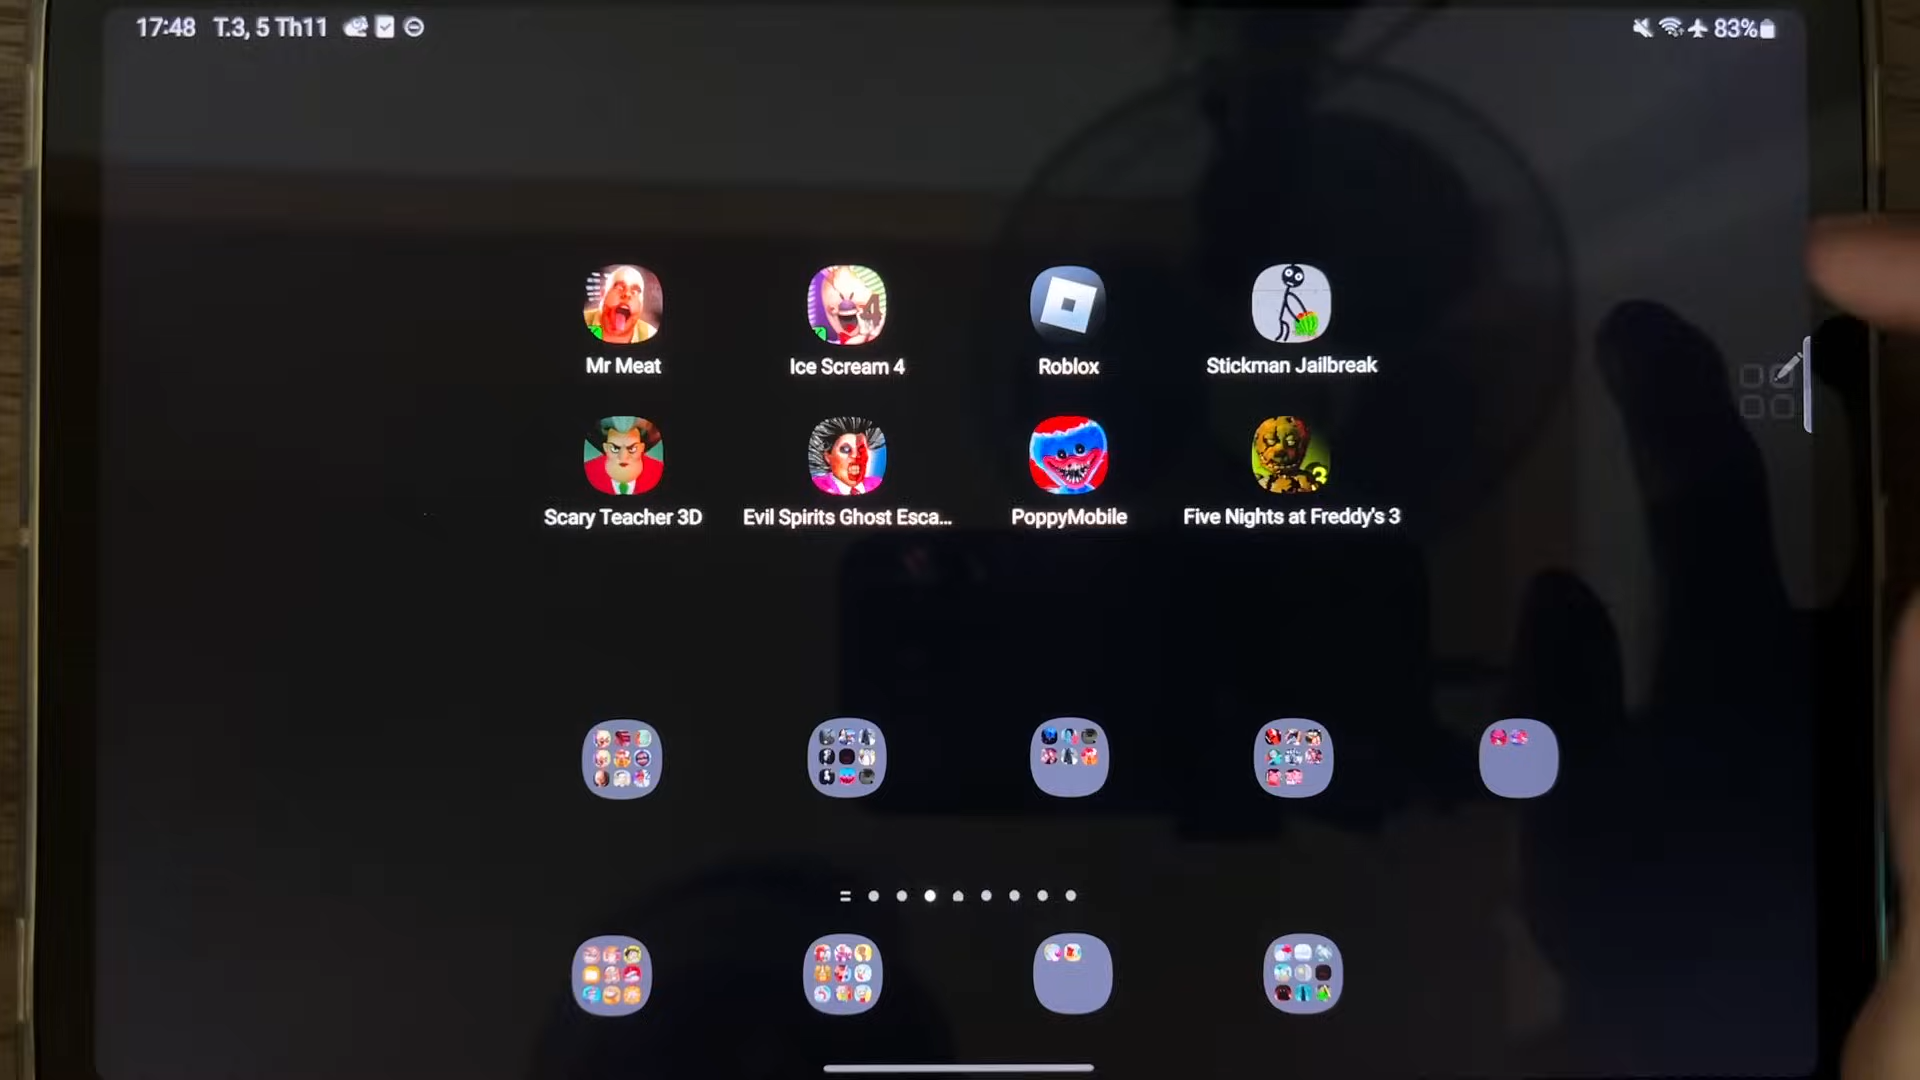 17:48 T.3, 5 Th11 83%
Mr Meat Ice Scream 4 Roblox Stickman Jailbreak
Scary Teacher 3D Evil Spirits Ghost Esca... PoppyMobile Five Nights at Freddy's 3